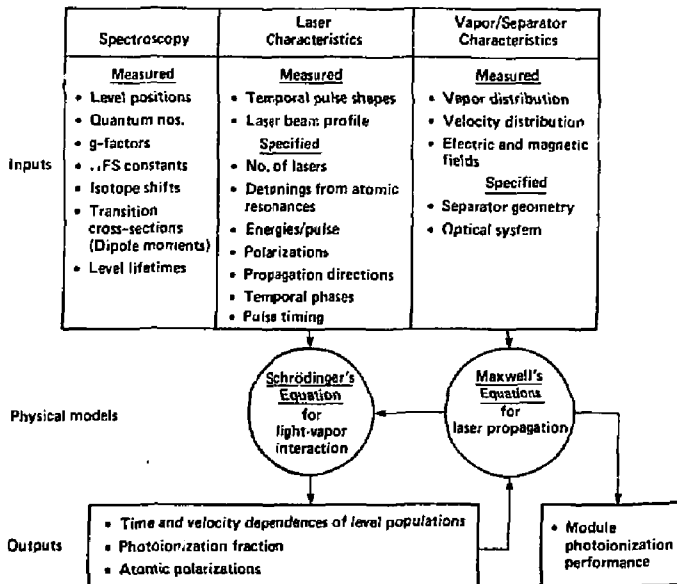 Spectroscopy
Measured
• Level positions
• Quantum nos.
• g-factors
• ..FS constants
• Isotope shifts
• Transition
cross-sections
(Dipole moments)
• Level lifetimes
Laser
Characteristics
Measured
• Temporal pulse shapes
• Laser beam profile
Specified
• No. of lasers
• Detunings from atomic
resonances
• Energies/pulse
• Polarizations
• Propagation directions
• Temporal phases
• Pulse timing
Vapor/Separator
Characteristics
Measured
• Vapor distribution
• Velocity distribution
• Electric and magnetic
fields
Specified
• Separator geometry
• Optical system
Inputs
Physical models
Schrödinger's
Equation
for
light-vapor
interaction
Maxwell's
Equations
for
laser propagation
Outputs
• Time and velocity dependences of level populations
• Photoionization fraction
• Atomic polarizations
• Module
photoionization
performance